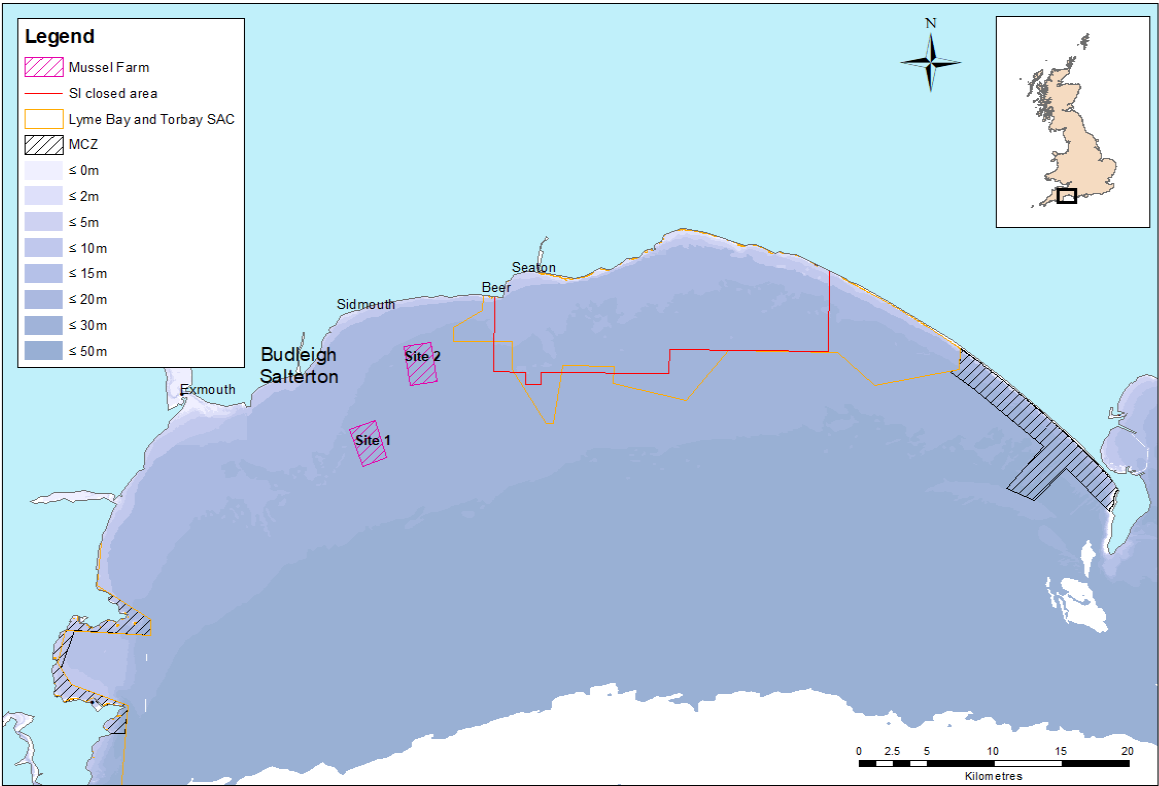 Legend
Mussel Farm
SI closed area
Lyme Bay and Torbay SAC
MCZ
≤ 0m
≤ 2m
≤ 5m
≤ 10m
≤ 15m
≤ 20m
≤ 30m
≤ 50m
N
Seaton
Beer
Sidmouth
Budleigh
Salterton
Exmouth
Site 2
Site 1
0 2.5 5 10 15 20
Kilometres